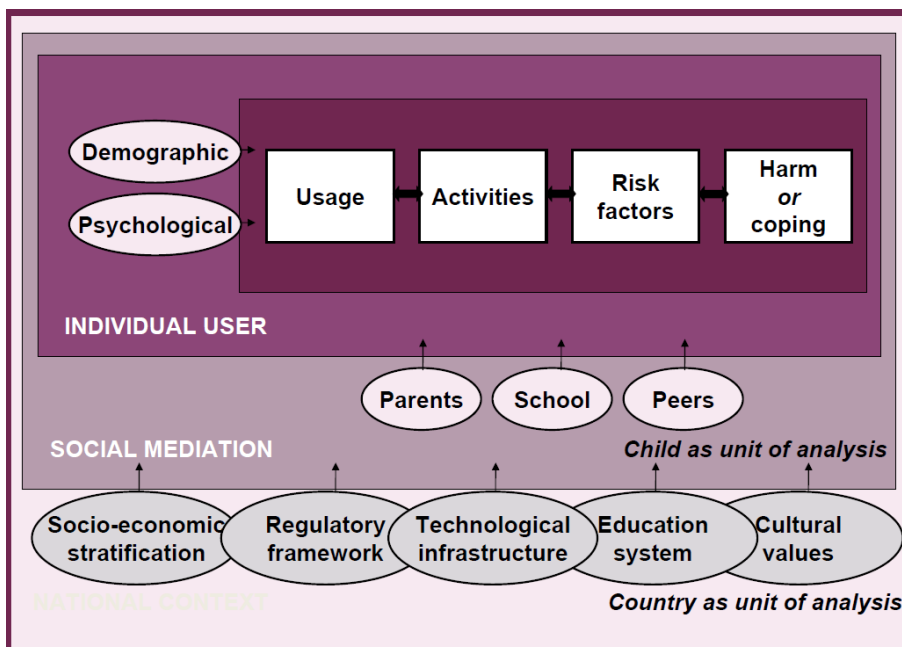 Demographic
Psychological
Usage
Activities
Risk
factors
Harm
or
coping
INDIVIDUAL USER
Parents
School
Peers
SOCIAL MEDIATION
Child as unit of analysis
Socio-economic
stratification
Regulatory
framework
Technological
infrastructure
Education
system
Cultural
values
NATIONAL CONTEXT
Country as unit of analysis